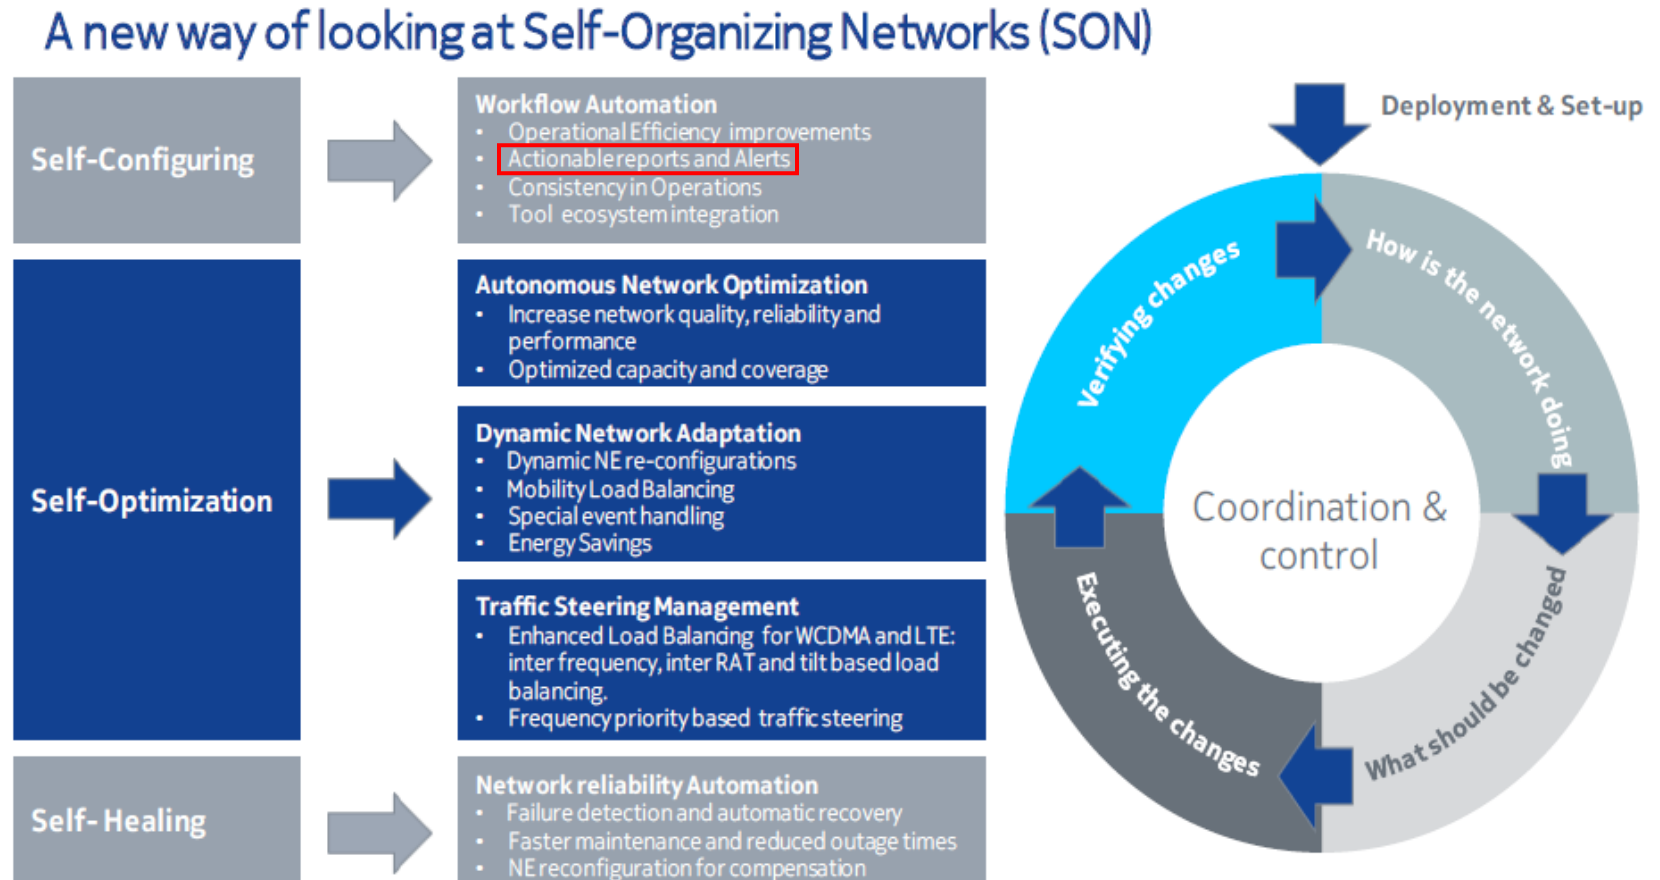 A new way of looking at Self-Organizing Networks (SON)
Self-Configuring
Workflow Automation
• Operational Efficiency improvements
• Actionable reports and Alerts
• Consistency in Operations
• Tool ecosystem integration
Self-Optimization
Autonomous Network Optimization
• Increase network quality, reliability and
performance
• Optimized capacity and coverage
Dynamic Network Adaptation
• Dynamic NE re-configurations
• Mobility Load Balancing
• Special event handling
• Energy Savings
Traffic Steering Management
• Enhanced Load Balancing for WCDMA and LTE:
inter frequency, inter RAT and tilt based load
balancing.
• Frequency priority based traffic steering
Self- Healing
Network reliability Automation
• Failure detection and automatic recovery
• Faster maintenance and reduced outage times
• NE reconfiguration for compensation
Deployment & Set-up
How is the network doing
What should be changed
Executing the changes
Verifying changes
Coordination &
control